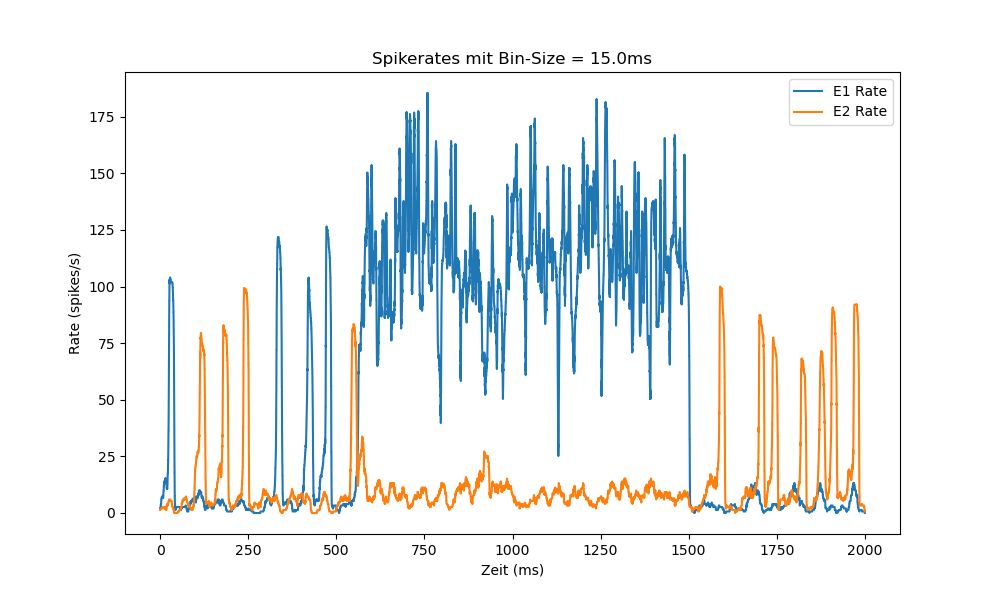 Spikerates mit Bin-Size = 15.0ms
E1 Rate
E2 Rate
175
150
125
100
75
50
25
0
Rate (spikes/s)
0 250 500 750 1000 1250 1500 1750 2000
Zeit (ms)